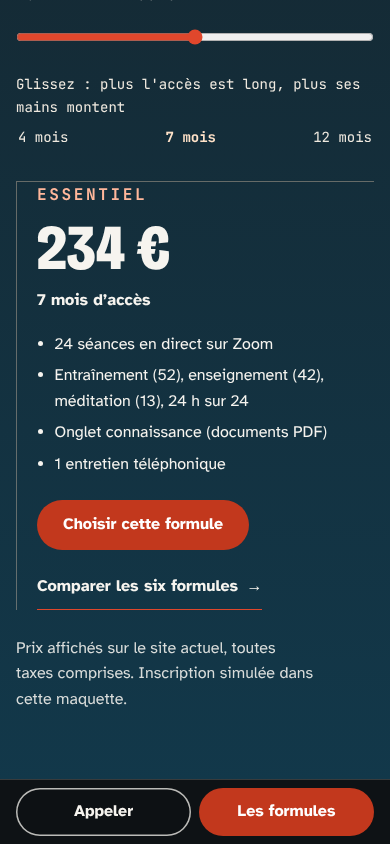 Glissez : plus l'accès est long, plus ses
mains montent
4 mois 7 mois 12 mois
ESSENTIEL
234 €
7 mois d’accès
• 24 séances en direct sur Zoom
• Entraînement (52), enseignement (42),
méditation (13), 24 h sur 24
• Onglet connaissance (documents PDF)
• 1 entretien téléphonique
Choisir cette formule
Comparer les six formules →
Prix affichés sur le site actuel, toutes
taxes comprises. Inscription simulée dans
cette maquette.
Appeler Les formules